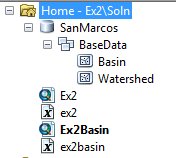 Home - Ex2\Soln
SanMarcos
BaseData
Basin
Watershed
Ex2
ex2
Ex2Basin
ex2basin